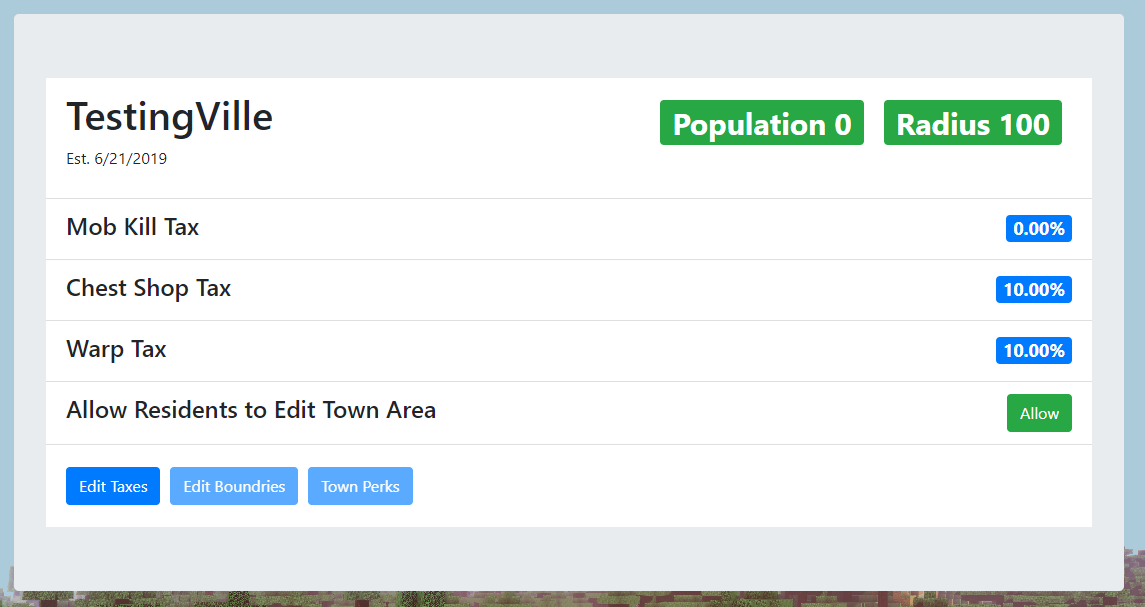 TestingVille
Population 0
Radius 100
Est. 6/21/2019
Mob Kill Tax
0.00%
Chest Shop Tax
10.00%
Warp Tax
10.00%
Allow Residents to Edit Town Area
Allow
Edit Taxes
Edit Boundries
Town Perks